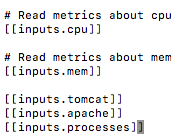 # Read metrics about cpu
[[inputs.cpu]]
# Read metrics about mem
[[inputs.mem]]
[[inputs.tomcat]]
[[inputs.apache]]
[[inputs.processes]]